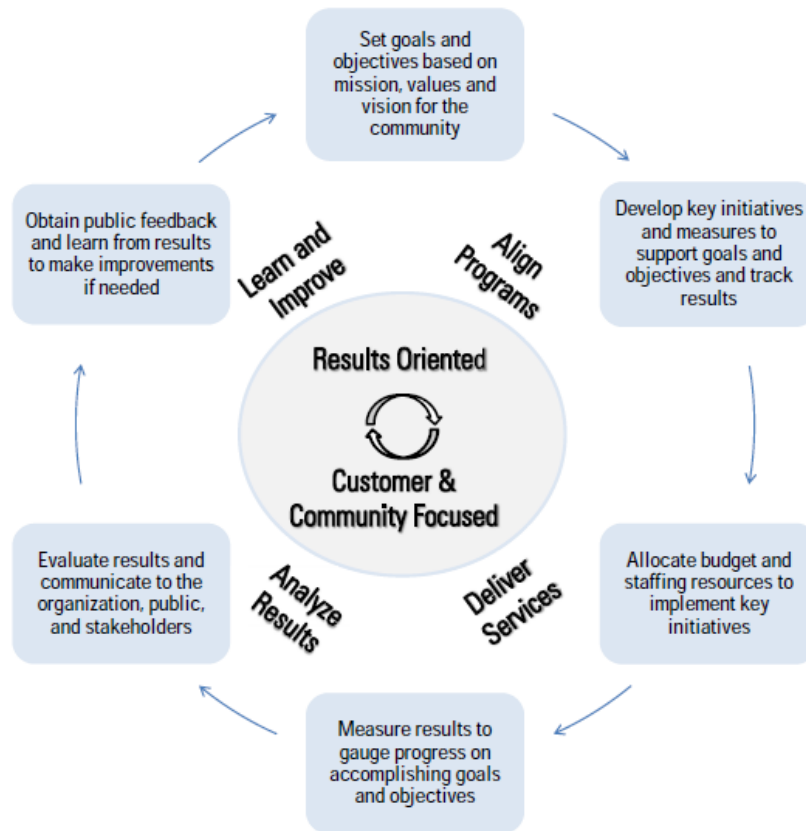 Set goals and
objectives based on
mission, values and
vision for the
community
Develop key initiatives
and measures to
support goals and
objectives and track
results
Allocate budget and
staffing resources to
implement key
initiatives
Measure results to
gauge progress on
accomplishing goals
and objectives
Evaluate results and
communicate to the
organization, public,
and stakeholders
Obtain public feedback
and learn from results
to make improvements
if needed
Learn and
Improve
Align
Programs
Results Oriented
Customer &
Community Focused
Analyze
Results
Deliver
Services